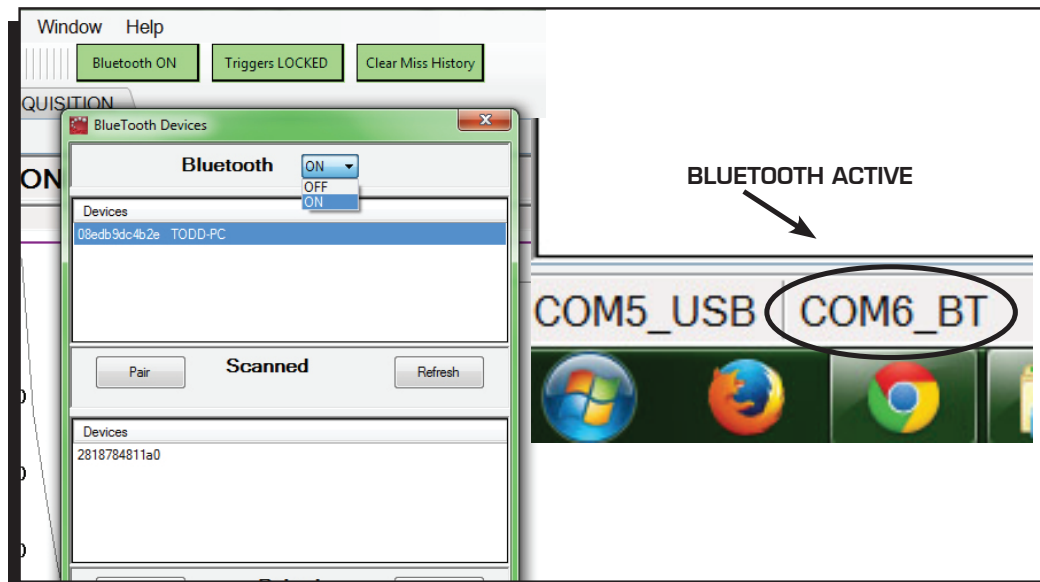 Window Help
Bluetooth ON Triggers LOCKED Clear Miss History
QUISITION
BlueTooth Devices
ON
Bluetooth ON
OFF
ON
Devices
08edb9dc4b2e TODD-PC
Pair Scanned Refresh
Devices
2818784811a0
BLUETOOTH ACTIVE
COM5_USB COM6_BT